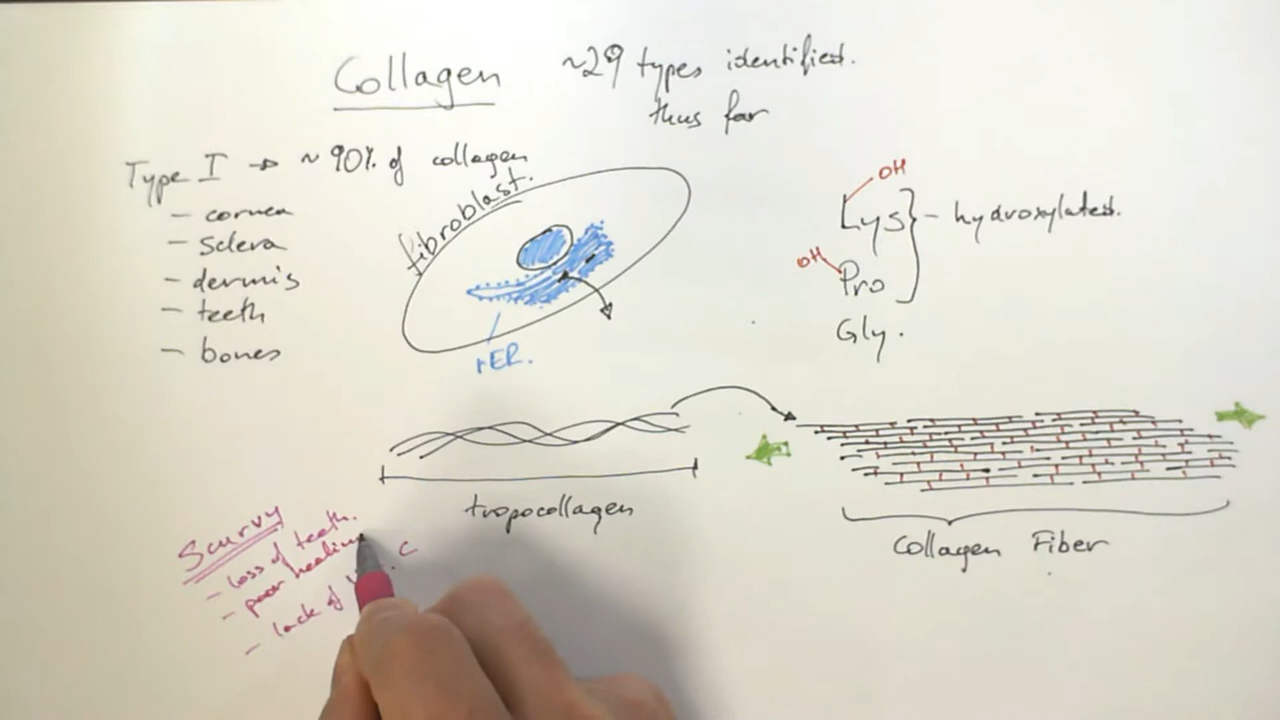 Collagen ~29 types identified.
thus far
Type I → ~90% of collagen
- cornea
- sclera
- dermis
- teeth
- bones
fibroblast.
rER.
OH
Lys
OH
Pro
} - hydroxylated.
Gly.
tropocollagen
Collagen Fiber
Scurvy
- loss of teeth.
- poor healin
- lack of C